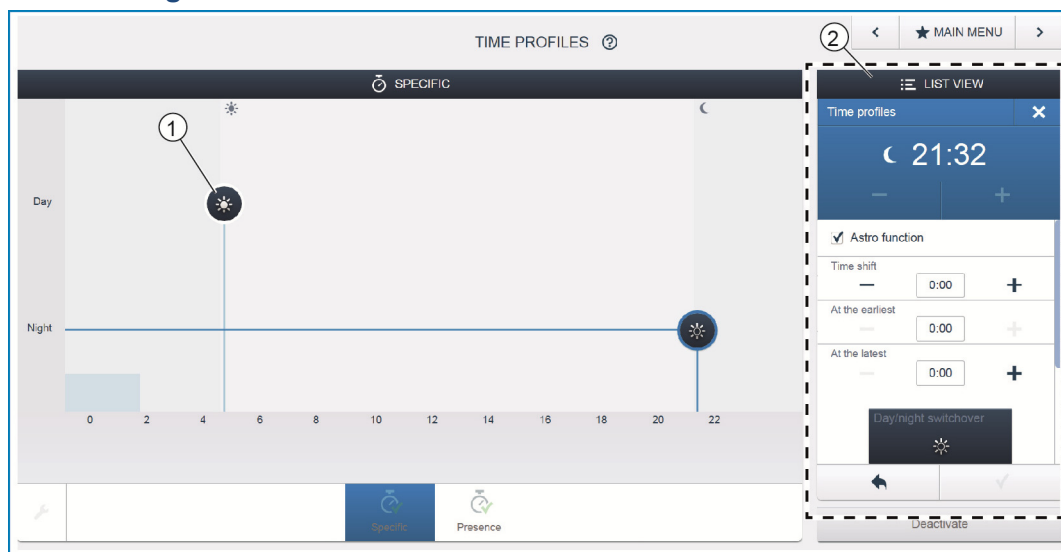 TIME PROFILES ?
2
< ★ MAIN MENU >
SPECIFIC
LIST VIEW
Time profiles ×
1
21:32
− +
Day
✓ Astro function
Time shift
− 0:00 +
At the earliest
− 0:00 +
Night
At the latest
− 0:00 +
0 2 4 6 8 10 12 14 16 18 20 22
Day/night switchover
Specific
Presence
Deactivate